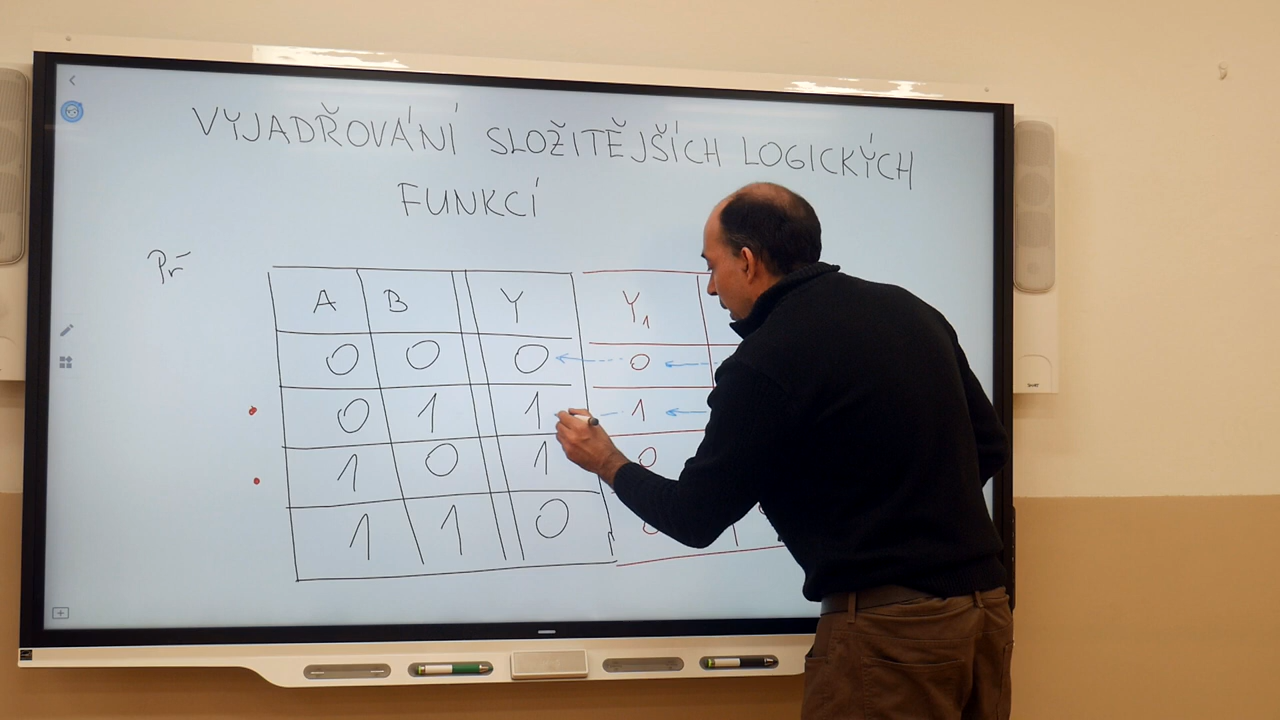 VYJADŘOVÁNÍ SLOŽITĚJŠÍCH LOGICKÝCH
FUNKCÍ
Př
A B Y Y1
0 0 0 0
0 1 1 1
1 0 1 0
1 1 0 0